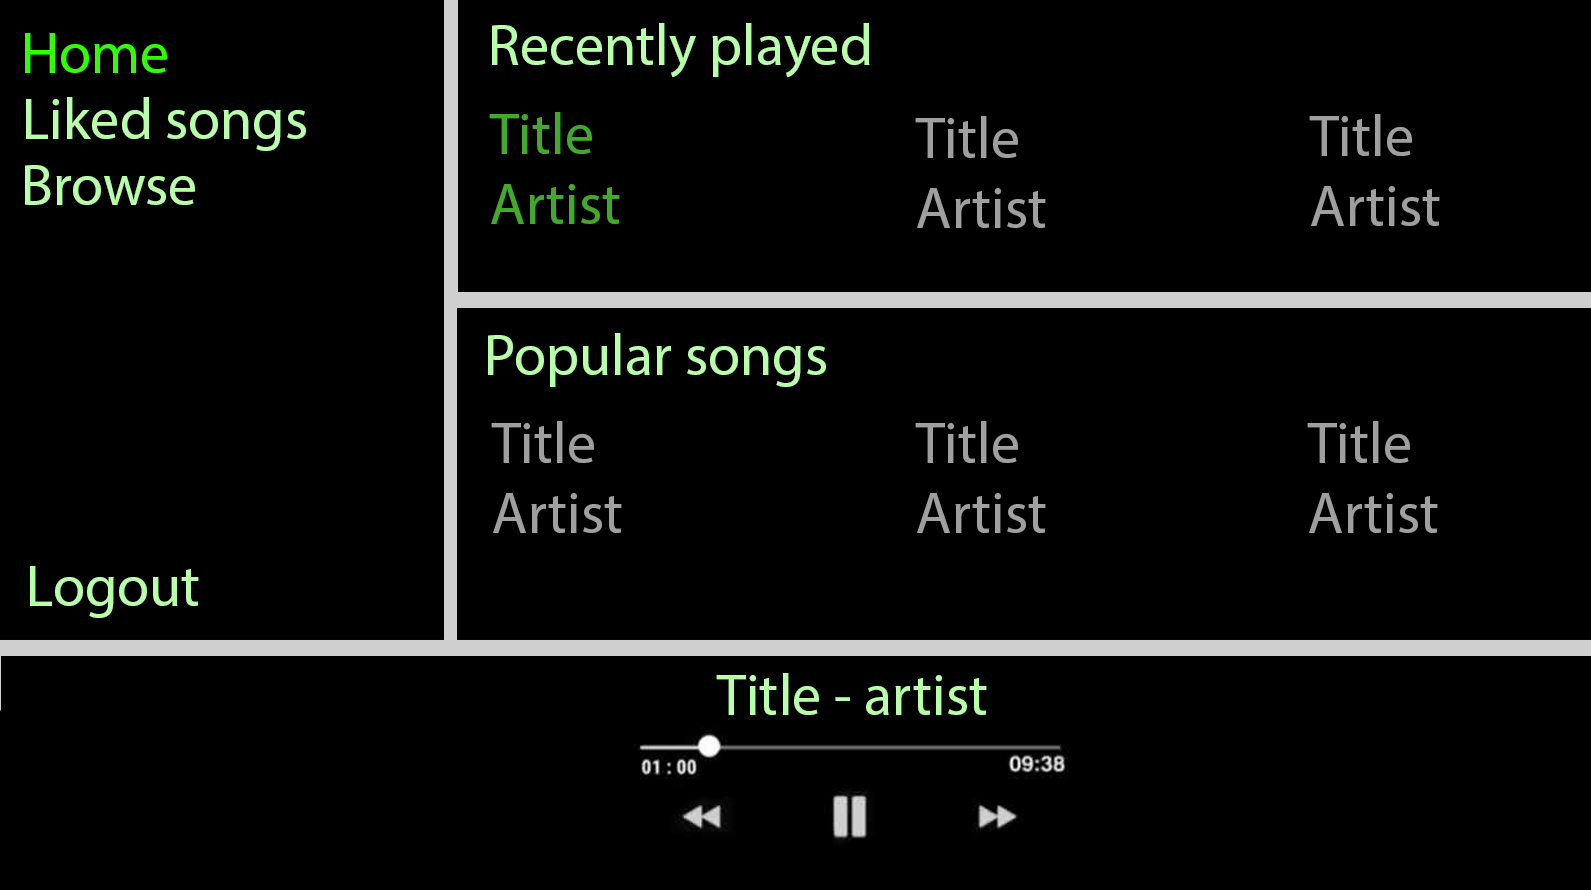 Home
Liked songs
Browse
Logout
Recently played
Title Title Title
Artist Artist Artist
Popular songs
Title Title Title
Artist Artist Artist
Title - artist
01 : 00 09:38